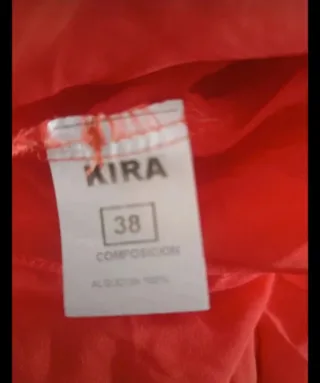 KIRA
38
COMPOSICION
ALGODON 100%